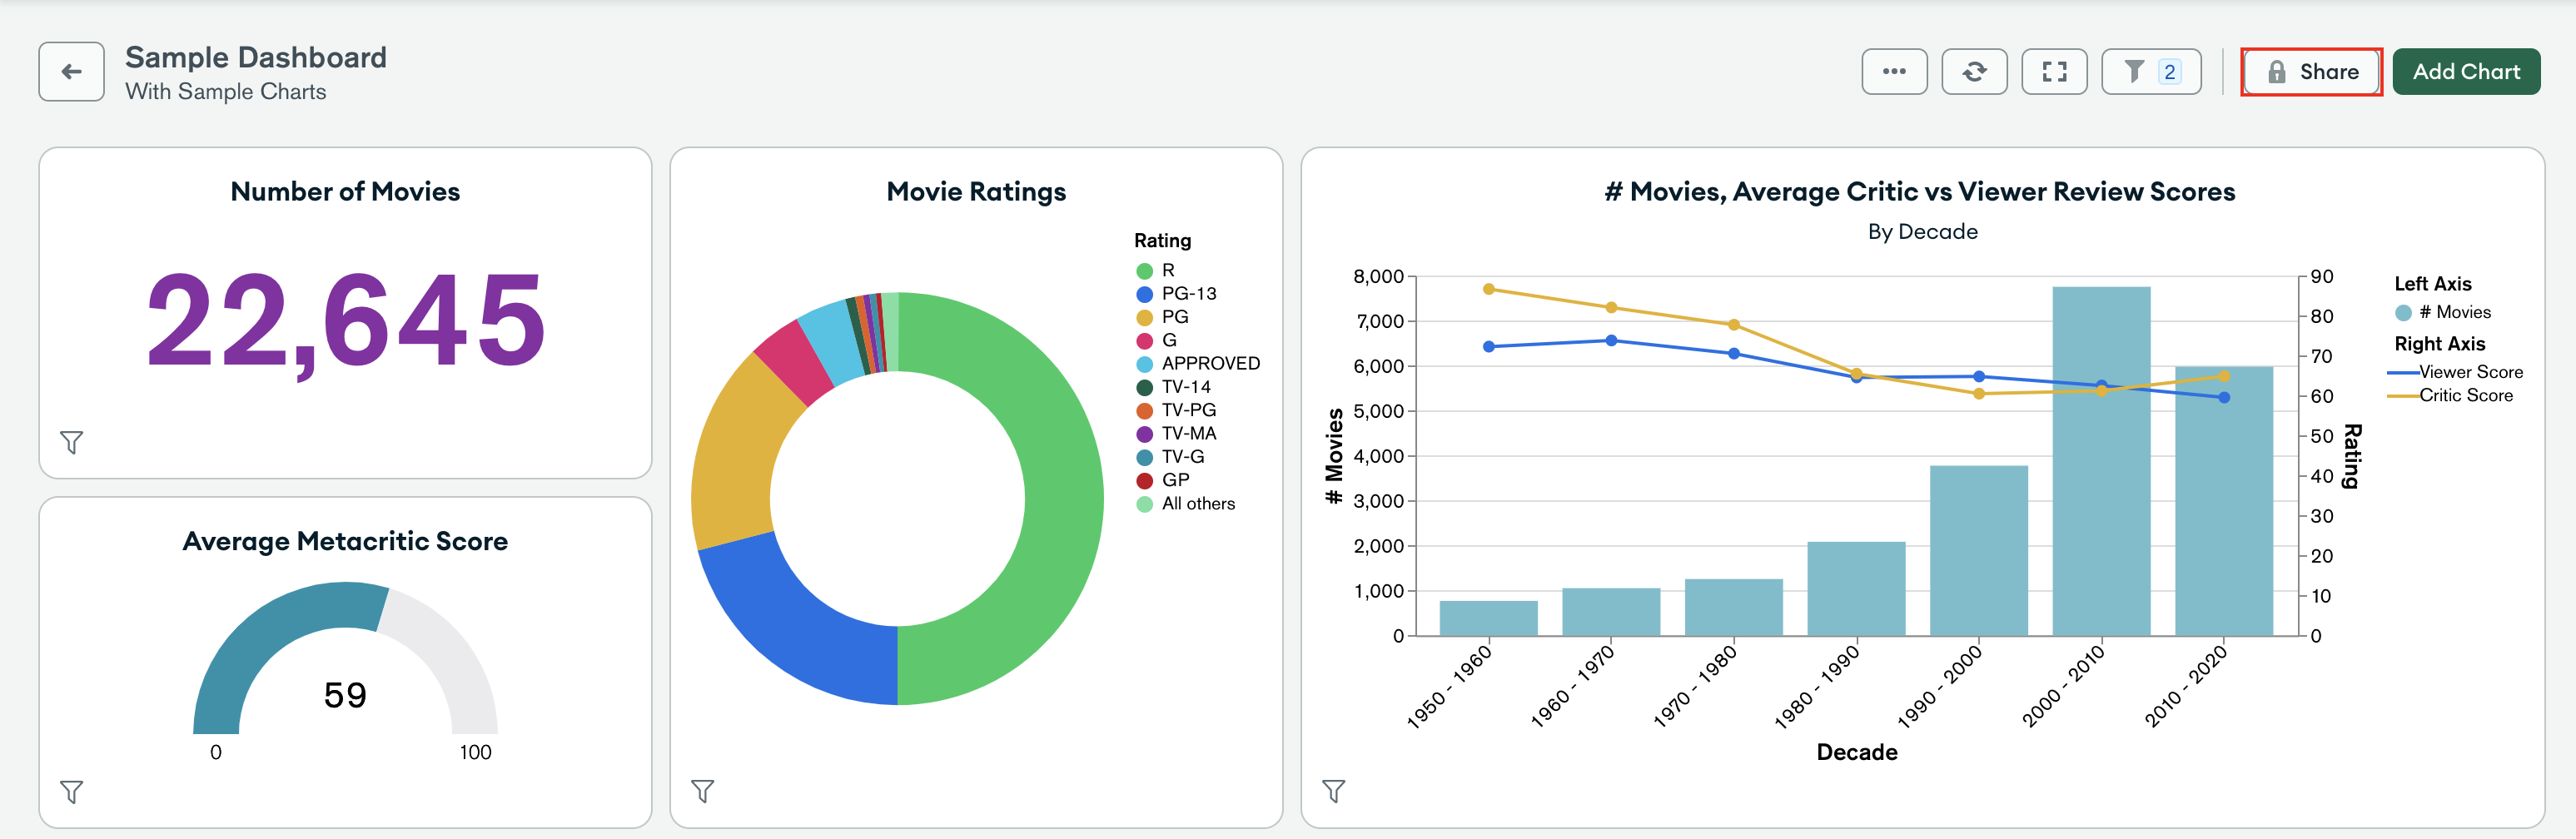 Sample Dashboard
With Sample Charts
2
Share
Add Chart
Number of Movies
22,645
Average Metacritic Score
59
0
100
Movie Ratings
Rating
R
PG-13
PG
G
APPROVED
TV-14
TV-PG
TV-MA
TV-G
GP
All others
# Movies, Average Critic vs Viewer Review Scores
By Decade
# Movies
8,000
7,000
6,000
5,000
4,000
3,000
2,000
1,000
0
90
80
70
60
50
40
30
20
10
0
Rating
1950 - 1960
1960 - 1970
1970 - 1980
1980 - 1990
1990 - 2000
2000 - 2010
2010 - 2020
Decade
Left Axis
# Movies
Right Axis
Viewer Score
Critic Score